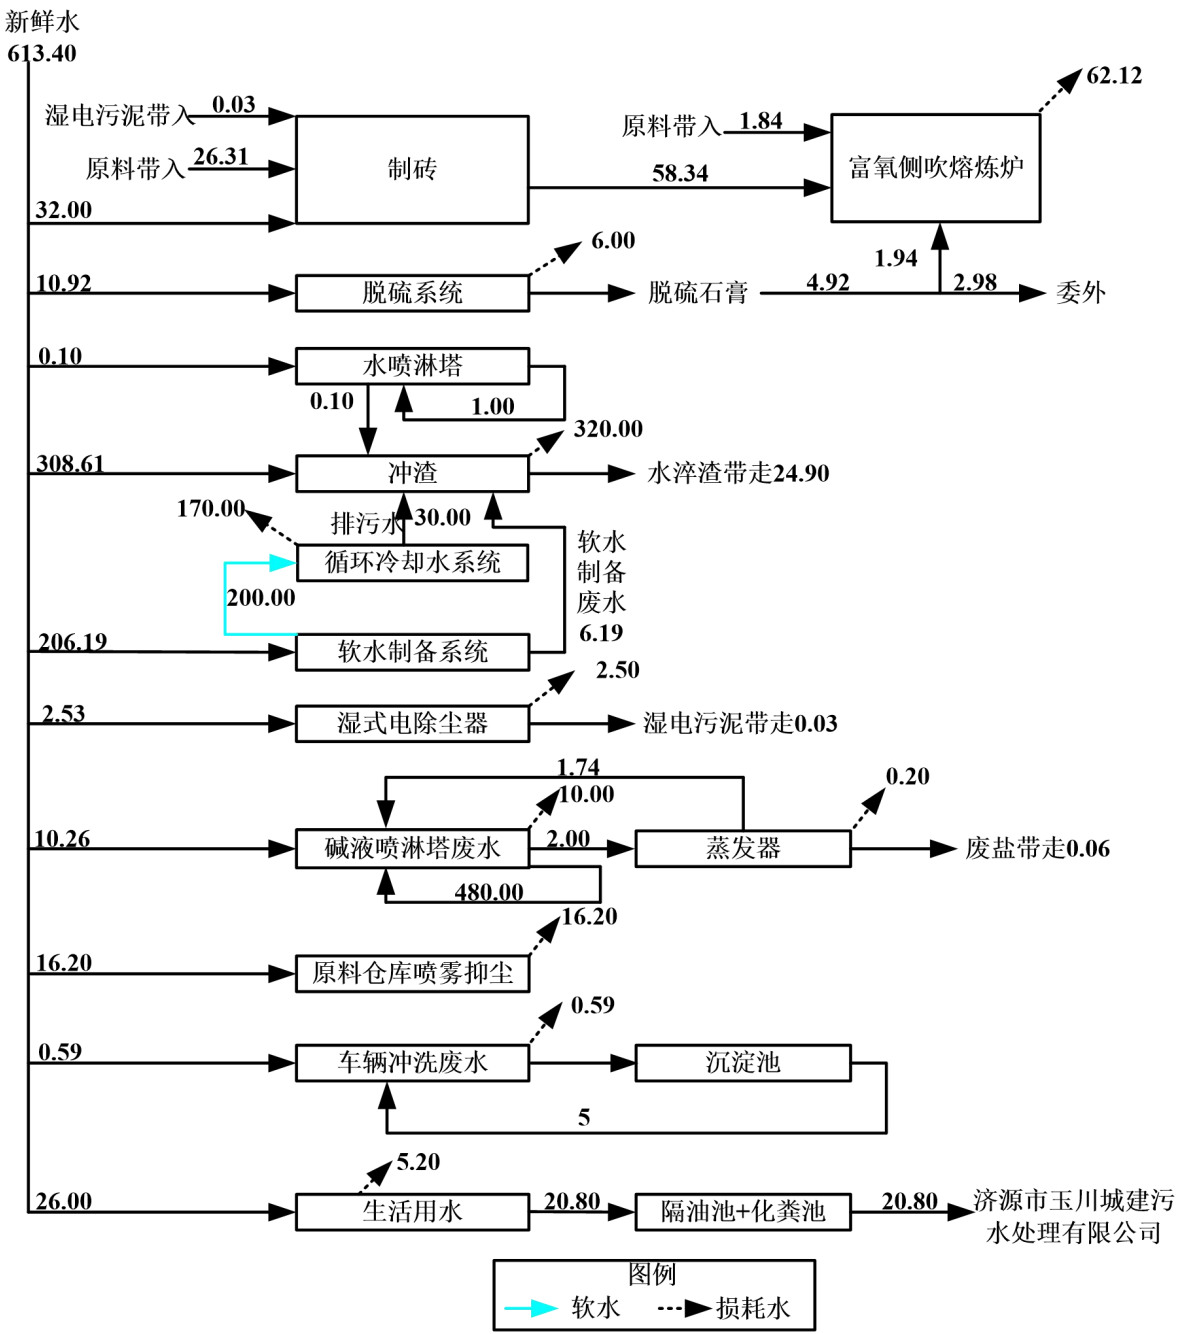 新鲜水
613.40
湿电污泥带入 0.03
原料带入 26.31
32.00
制砖
58.34
原料带入 1.84
富氧侧吹熔炼炉
62.12
10.92
脱硫系统
6.00
脱硫石膏
4.92
1.94
2.98
委外
0.10
水喷淋塔
0.10
1.00
308.61
冲渣
320.00
水淬渣带走24.90
170.00
排污水
30.00
循环冷却水系统
200.00
软水
制备
废水
6.19
206.19
软水制备系统
2.53
湿式电除尘器
2.50
湿电污泥带走0.03
1.74
10.26
碱液喷淋塔废水
10.00
2.00
480.00
蒸发器
0.20
废盐带走0.06
16.20
原料仓库喷雾抑尘
16.20
0.59
车辆冲洗废水
0.59
沉淀池
5
26.00
生活用水
5.20
20.80
隔油池+化粪池
20.80
济源市玉川城建污
水处理有限公司
图例
软水
损耗水